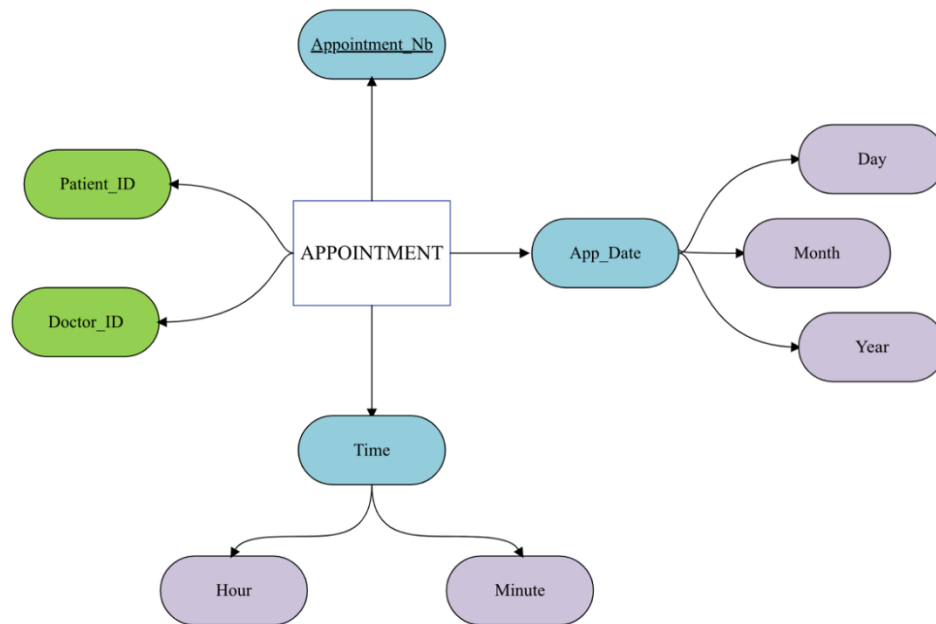 Appointment_Nb
Patient_ID
Day
APPOINTMENT
App_Date
Month
Doctor_ID
Year
Time
Hour
Minute